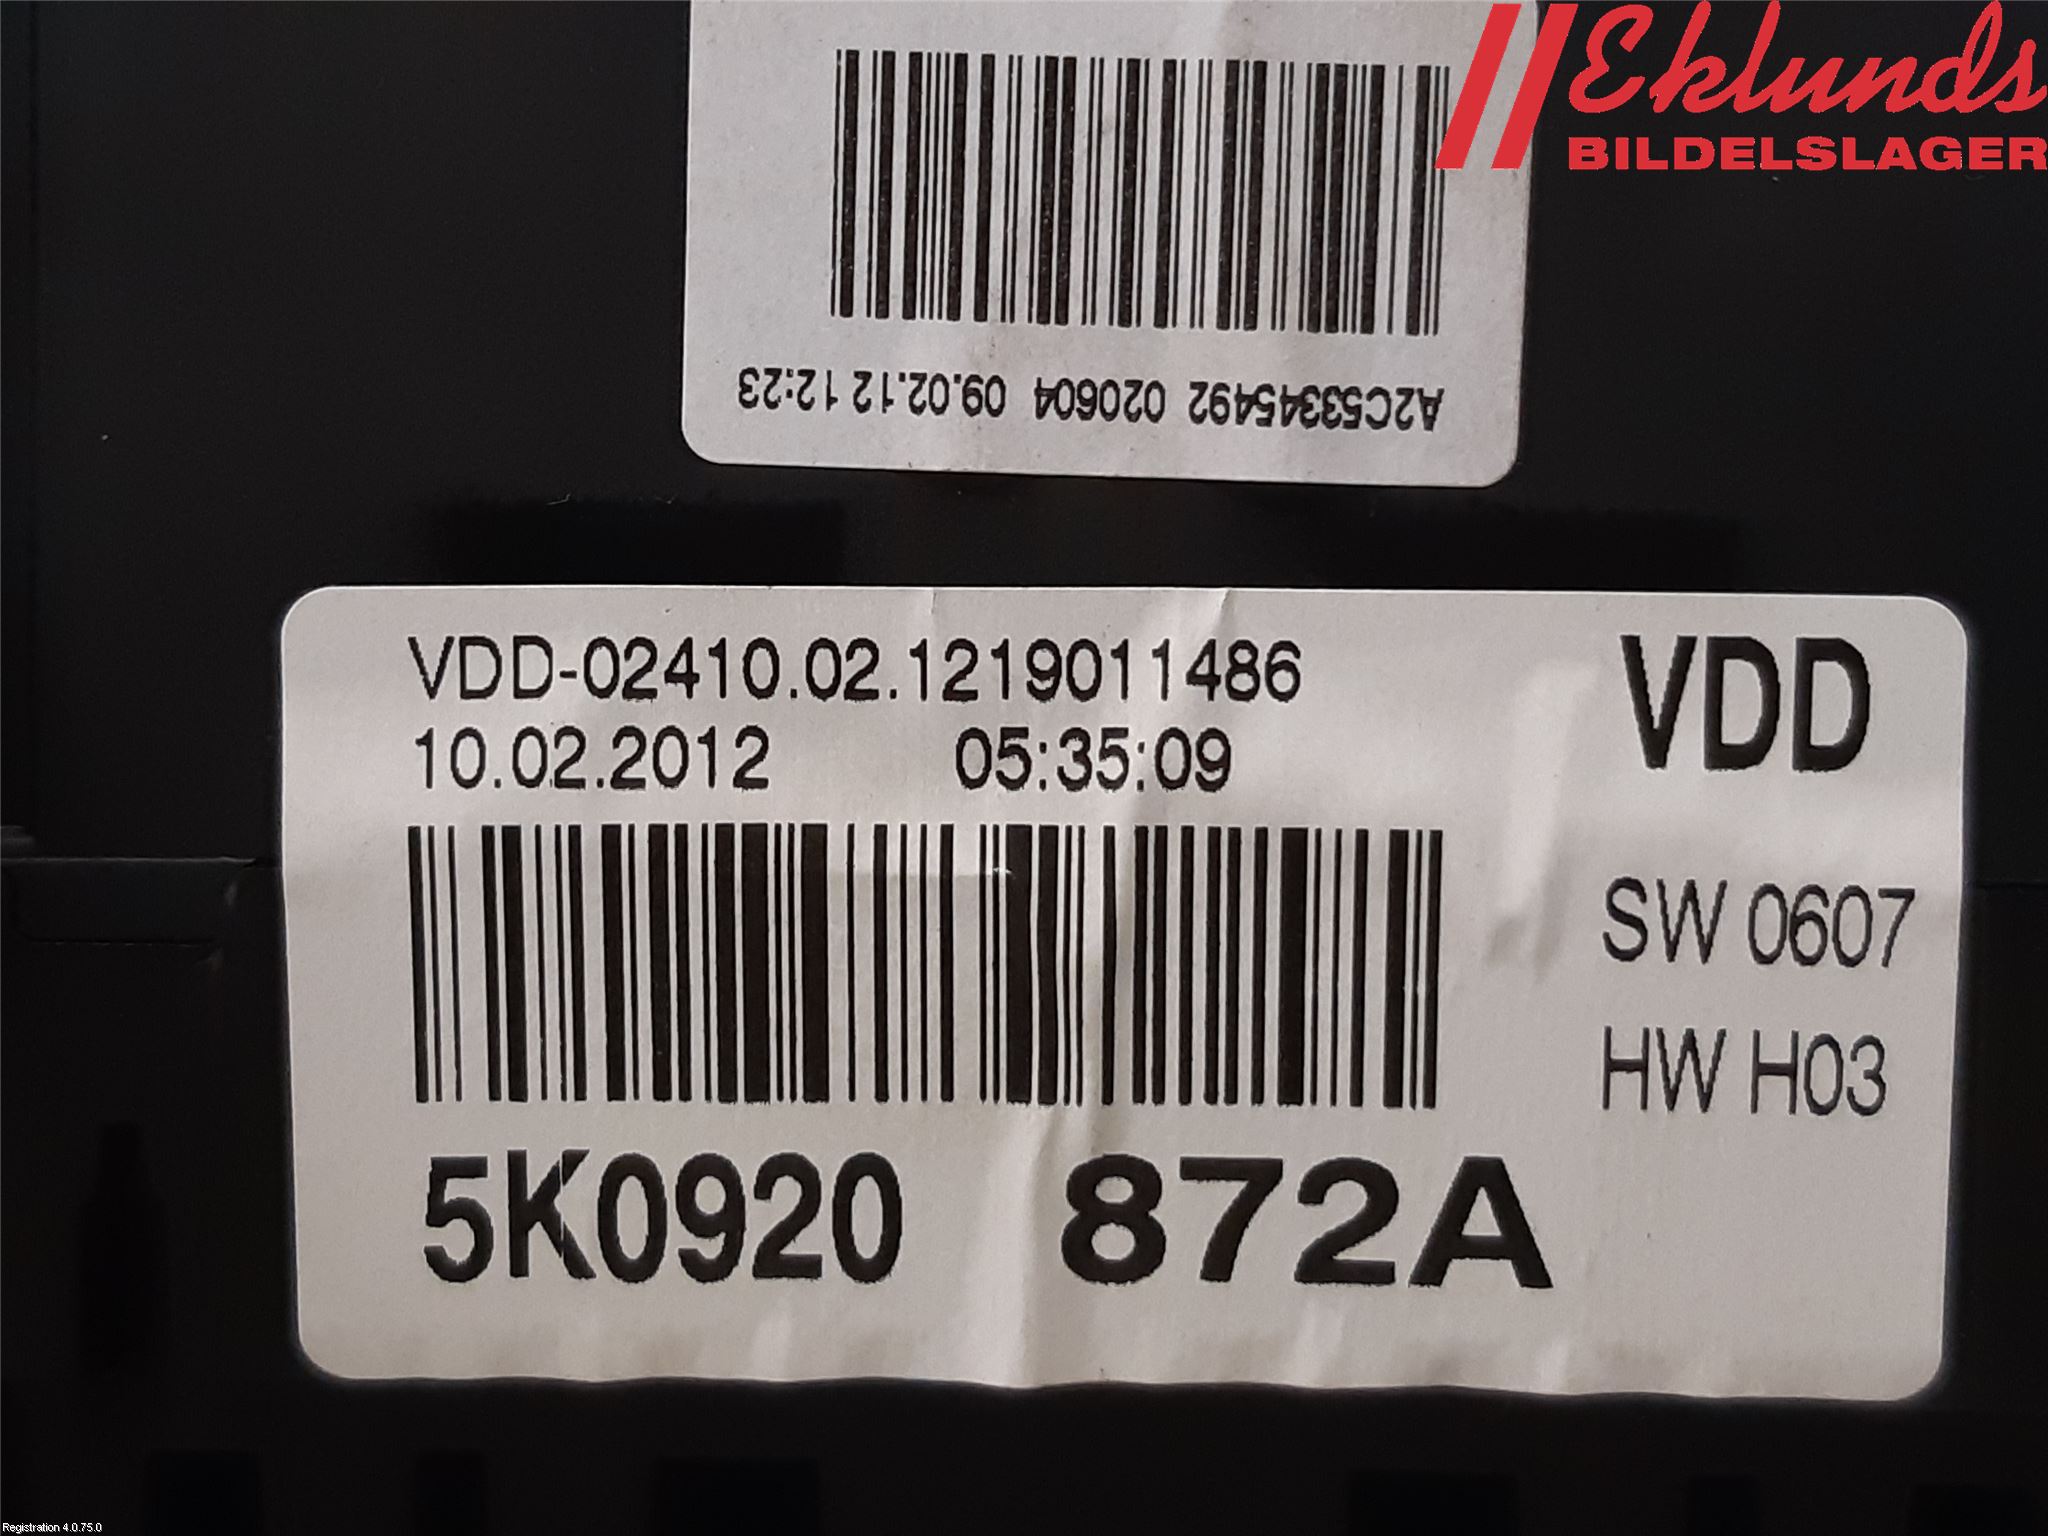 Eklunds
BILDELSLAGER
A2C53345492 020604 09.02.12 12:23
VDD-02410.02.1219011486
10.02.2012 05:35:09
VDD
SW 0607
HW H03
5K0920 872A
Registration 4.0.75.0